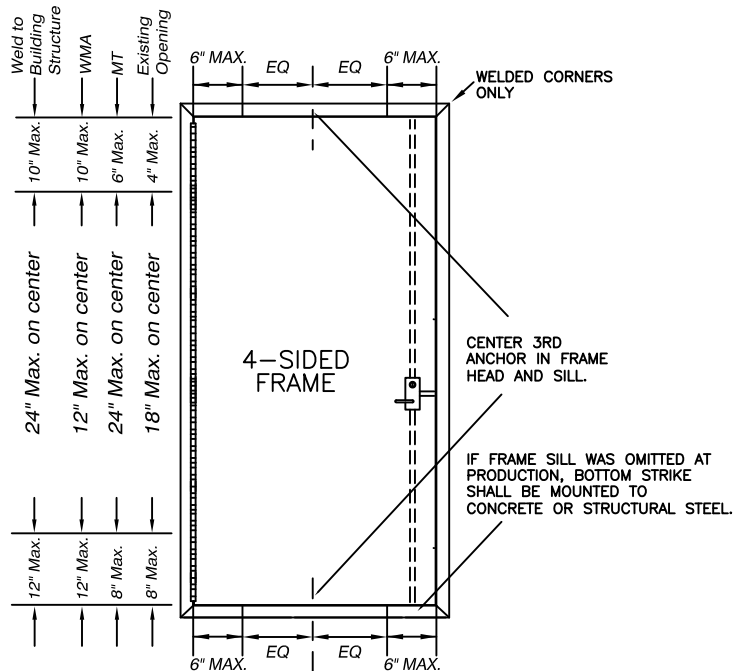 Weld to
Building
Structure
WMA
MT
Existing
Opening
6" MAX.
EQ
EQ
6" MAX.
WELDED CORNERS
ONLY
10" Max.
10" Max.
6" Max.
4" Max.
24" Max. on center
12" Max. on center
24" Max. on center
18" Max. on center
4-SIDED
FRAME
CENTER 3RD
ANCHOR IN FRAME
HEAD AND SILL.
IF FRAME SILL WAS OMITTED AT
PRODUCTION, BOTTOM STRIKE
SHALL BE MOUNTED TO
CONCRETE OR STRUCTURAL STEEL.
12" Max.
12" Max.
8" Max.
8" Max.
6" MAX.
EQ
EQ
6" MAX.